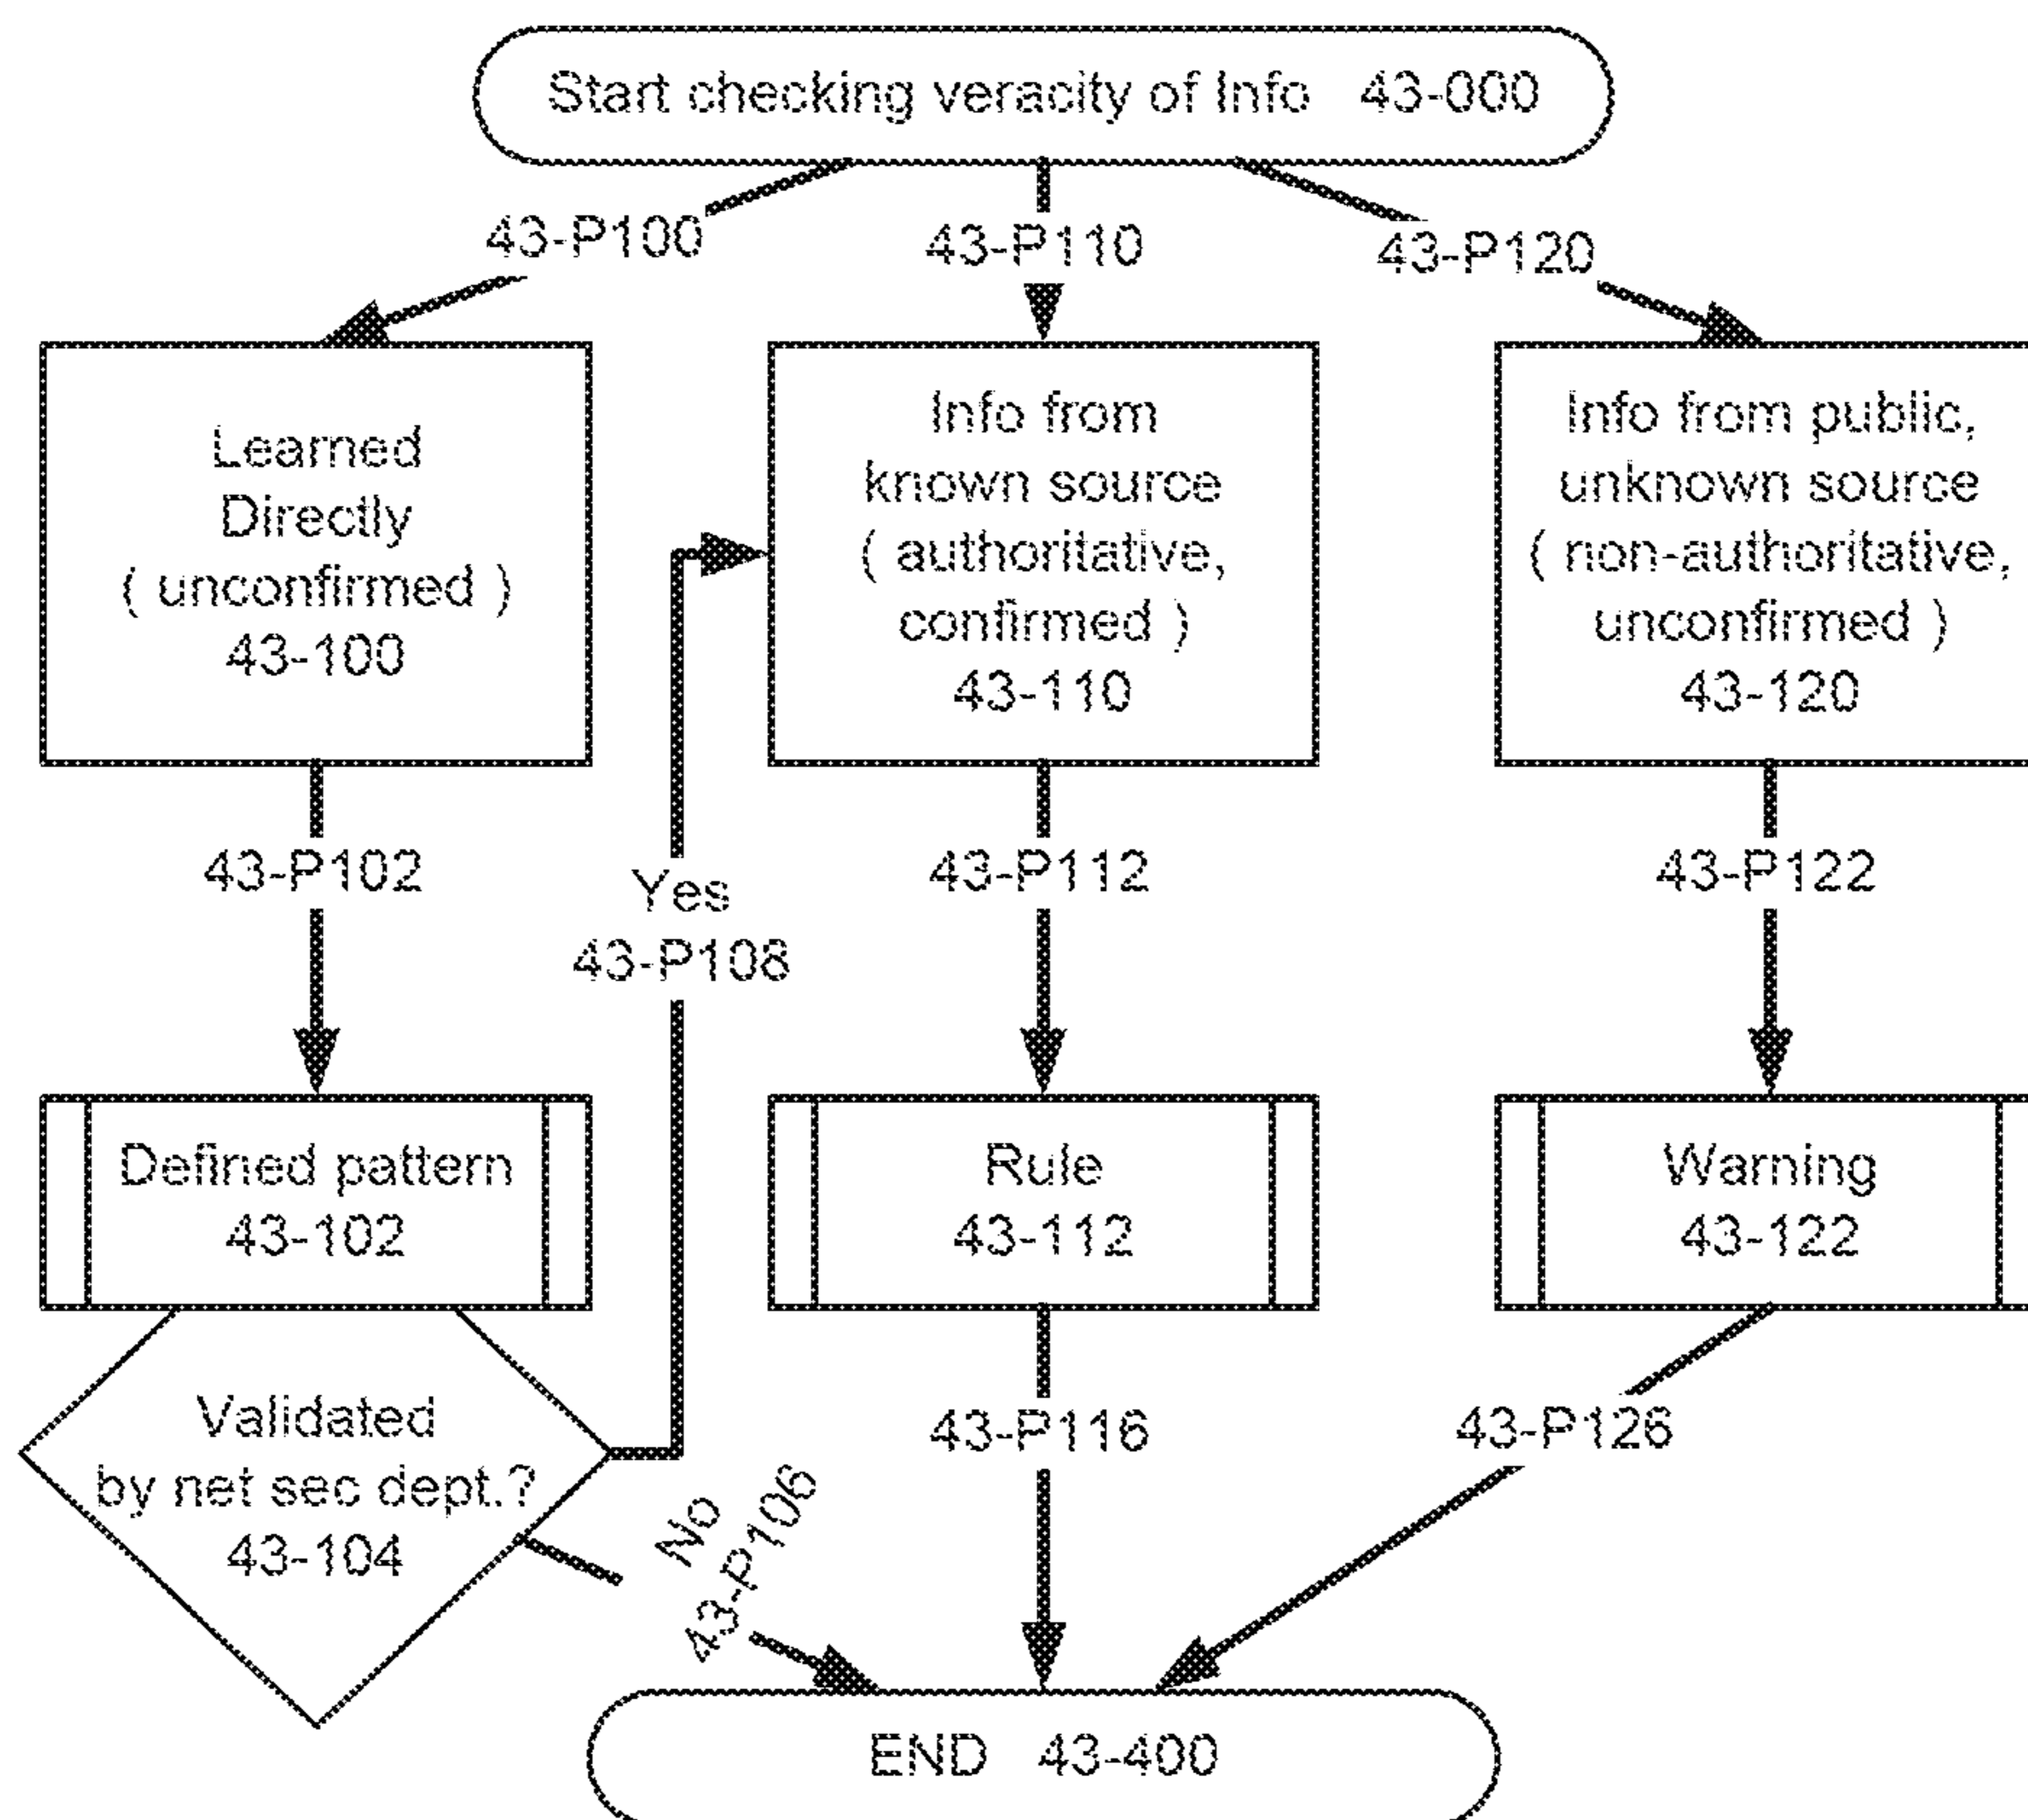 Start checking veracity of Info 43-000
43-P100
43-P110
43-P120
Learned
Directly
( unconfirmed )
43-100
Info from
known source
( authoritative,
confirmed )
43-110
Info from public,
unknown source
( non-authoritative,
unconfirmed )
43-120
43-P102
Yes
43-P108
43-P112
43-P122
Defined pattern
43-102
Rule
43-112
Warning
43-122
Validated
by net sec dept.?
43-104
No
43-P106
43-P116
43-P126
END 43-400